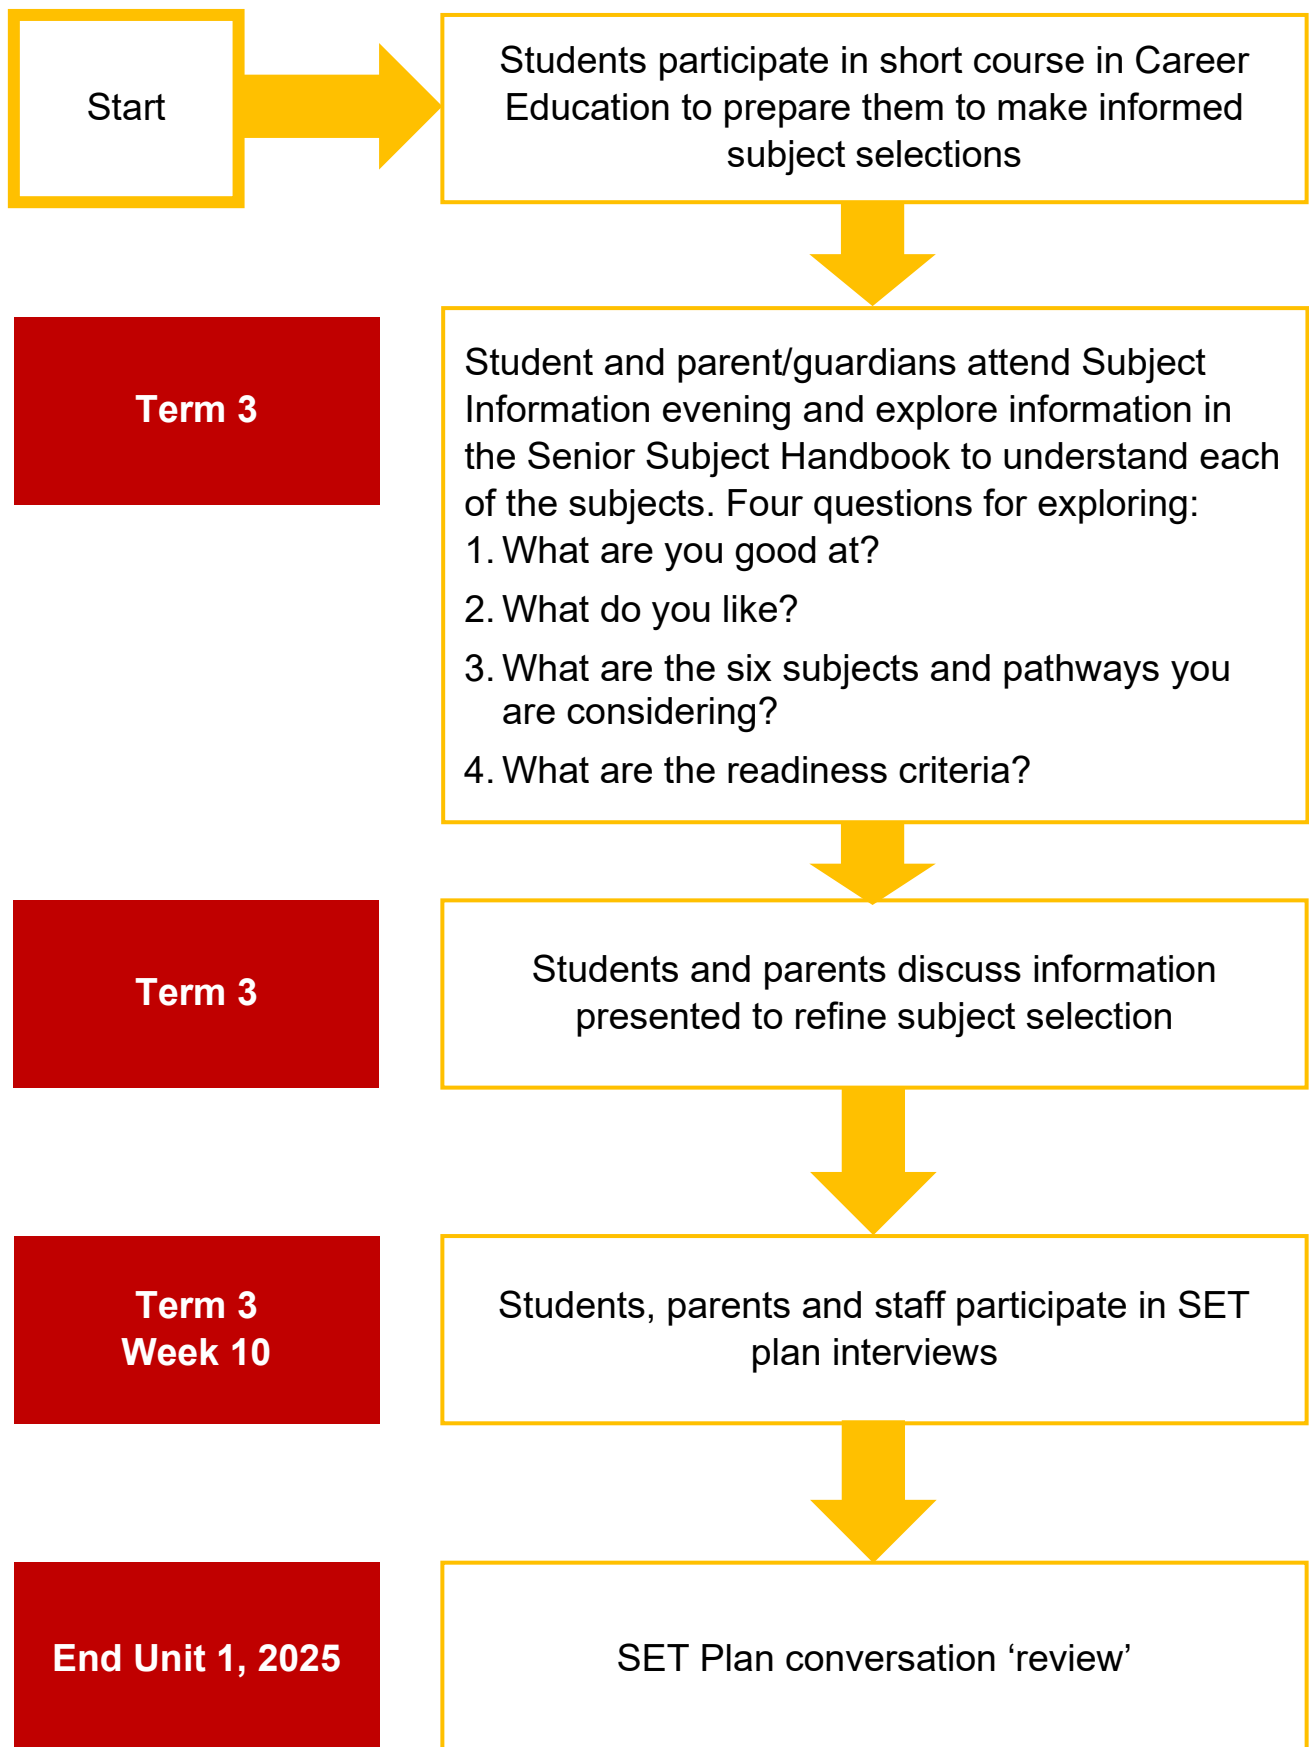 Start
Students participate in short course in Career
Education to prepare them to make informed
subject selections
Term 3
Student and parent/guardians attend Subject
Information evening and explore information in
the Senior Subject Handbook to understand each
of the subjects. Four questions for exploring:
1. What are you good at?
2. What do you like?
3. What are the six subjects and pathways you
are considering?
4. What are the readiness criteria?
Term 3
Students and parents discuss information
presented to refine subject selection
Term 3
Week 10
Students, parents and staff participate in SET
plan interviews
End Unit 1, 2025
SET Plan conversation ‘review’